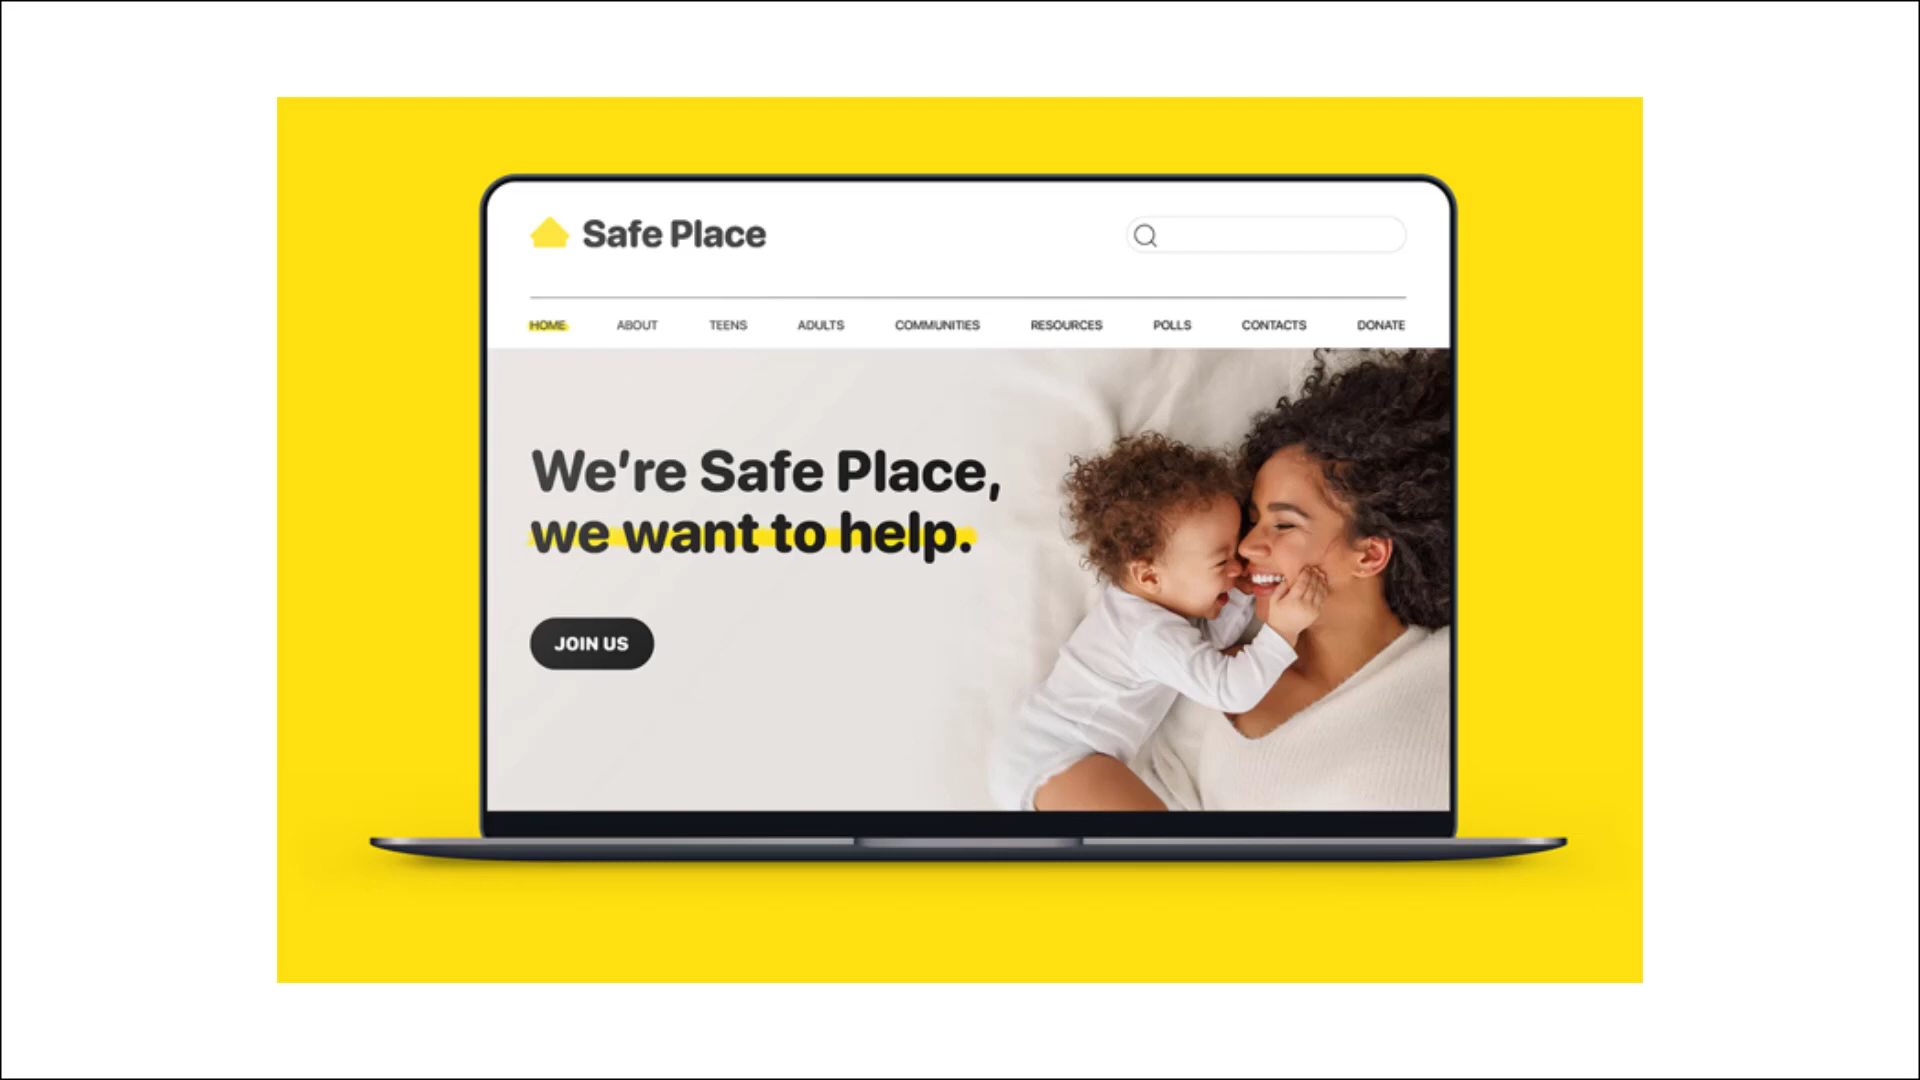 Safe Place
HOME ABOUT TEENS ADULTS COMMUNITIES RESOURCES POLLS CONTACTS DONATE
We're Safe Place,
we want to help.
JOIN US